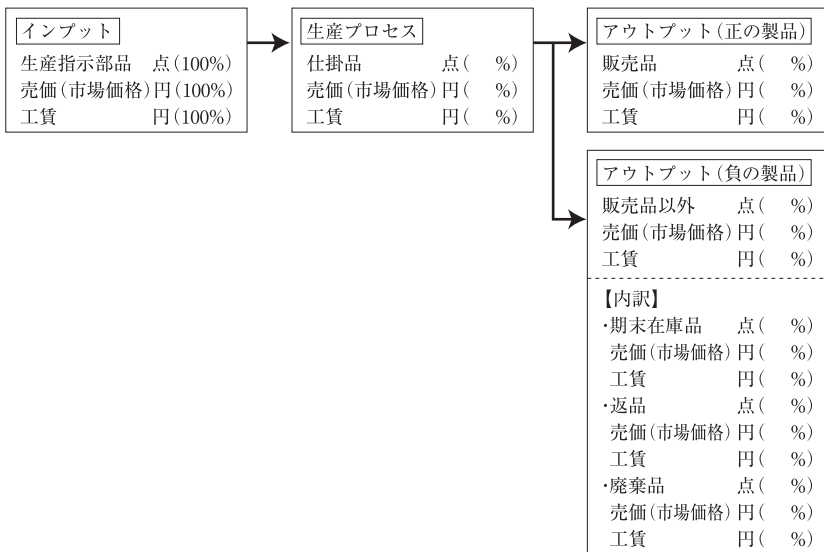 インプット
生産指示部品 点(100%)
売価(市場価格)円(100%)
工賃 円(100%)
生産プロセス
仕掛品 点( %)
売価(市場価格)円( %)
工賃 円( %)
アウトプット(正の製品)
販売品 点( %)
売価(市場価格)円( %)
工賃 円( %)
アウトプット(負の製品)
販売品以外 点( %)
売価(市場価格)円( %)
工賃 円( %)
【内訳】
・期末在庫品 点( %)
売価(市場価格)円( %)
工賃 円( %)
・返品 点( %)
売価(市場価格)円( %)
工賃 円( %)
・廃棄品 点( %)
売価(市場価格)円( %)
工賃 円( %)